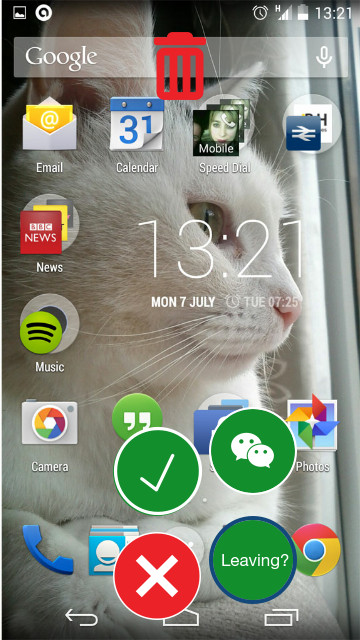 13:21
Google
Email
31
Calendar
Mobile
Speed Dial
BBC
NEWS
News
13:21
MON 7 JULY
TUE 07:25
Music
Camera
Photos
Leaving?